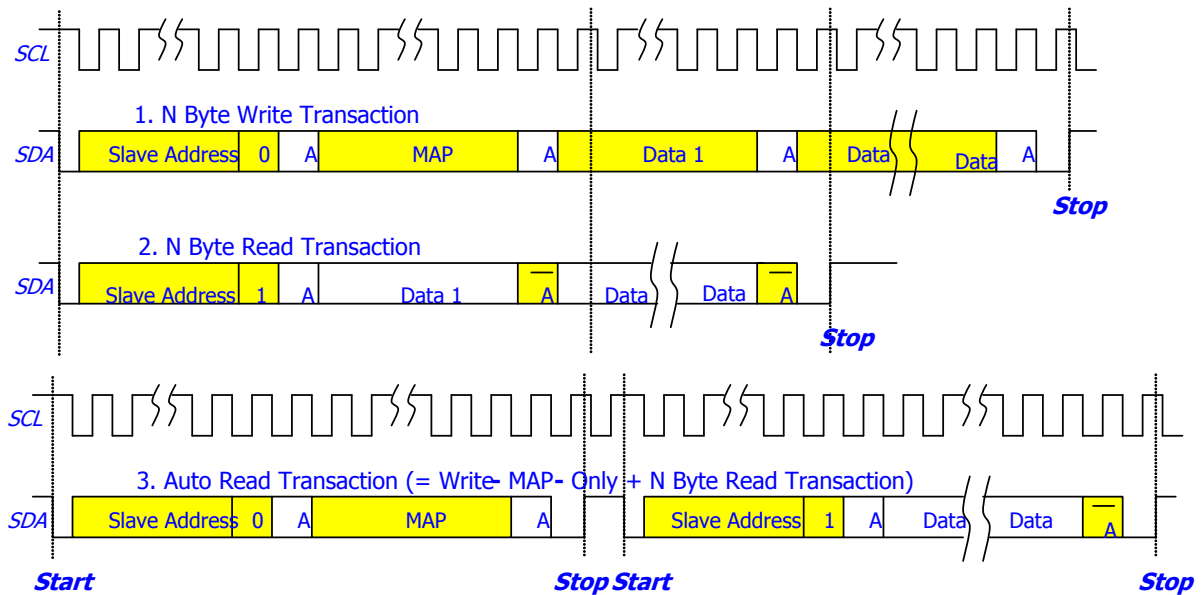 SCL
1. N Byte Write Transaction
SDA Slave Address 0 A MAP A Data 1 A Data Data A
Stop
2. N Byte Read Transaction
SDA Slave Address 1 A Data 1 A̅ Data Data A̅
Stop
SCL
3. Auto Read Transaction (= Write- MAP- Only + N Byte Read Transaction)
SDA Slave Address 0 A MAP A Slave Address 1 A Data Data A̅
Start Stop Start Stop